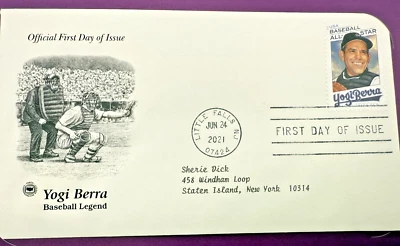 Official First Day of Issue
USA
BASEBALL
ALL★STAR
Yogi Berra
LITTLE FALLS NJ
JUN 24
2021
07424
FIRST DAY OF ISSUE
Sherie Dick
458 Windham Loop
Staten Island, New York 10314
Yogi Berra
Baseball Legend